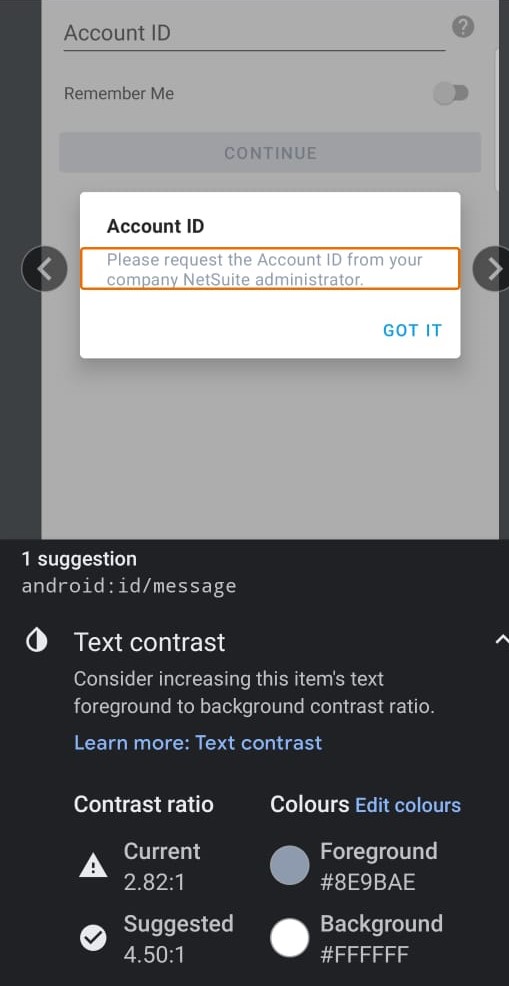 Account ID
Remember Me
CONTINUE
Account ID
Please request the Account ID from your
company NetSuite administrator.
GOT IT
1 suggestion
android:id/message
Text contrast
Consider increasing this item's text
foreground to background contrast ratio.
Learn more: Text contrast
Contrast ratio
Colours Edit colours
Current
2.82:1
Foreground
#8E9BAE
Suggested
4.50:1
Background
#FFFFFF